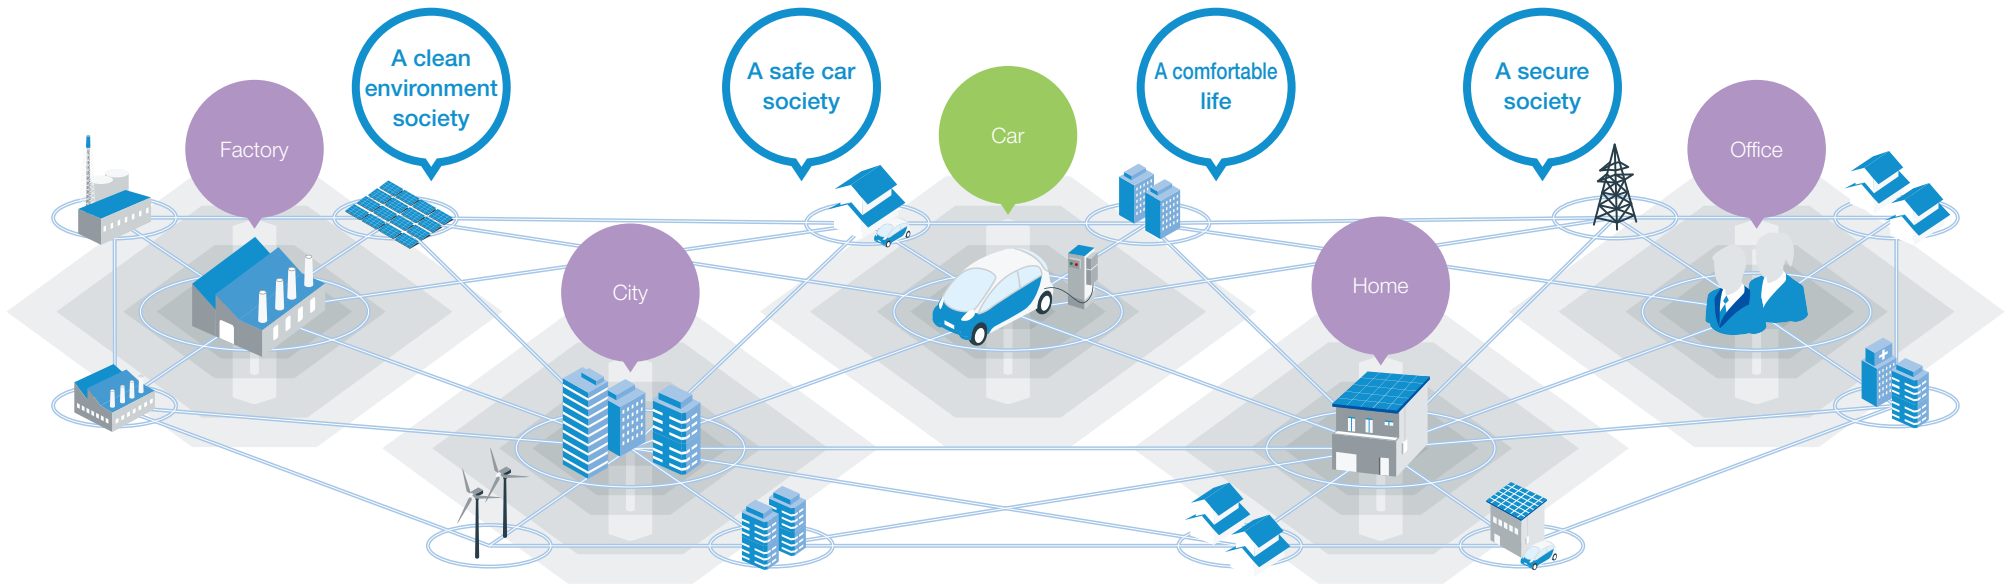 A clean
environment
society
A safe car
society
A comfortable
life
A secure
society
Factory
Car
Office
City
Home